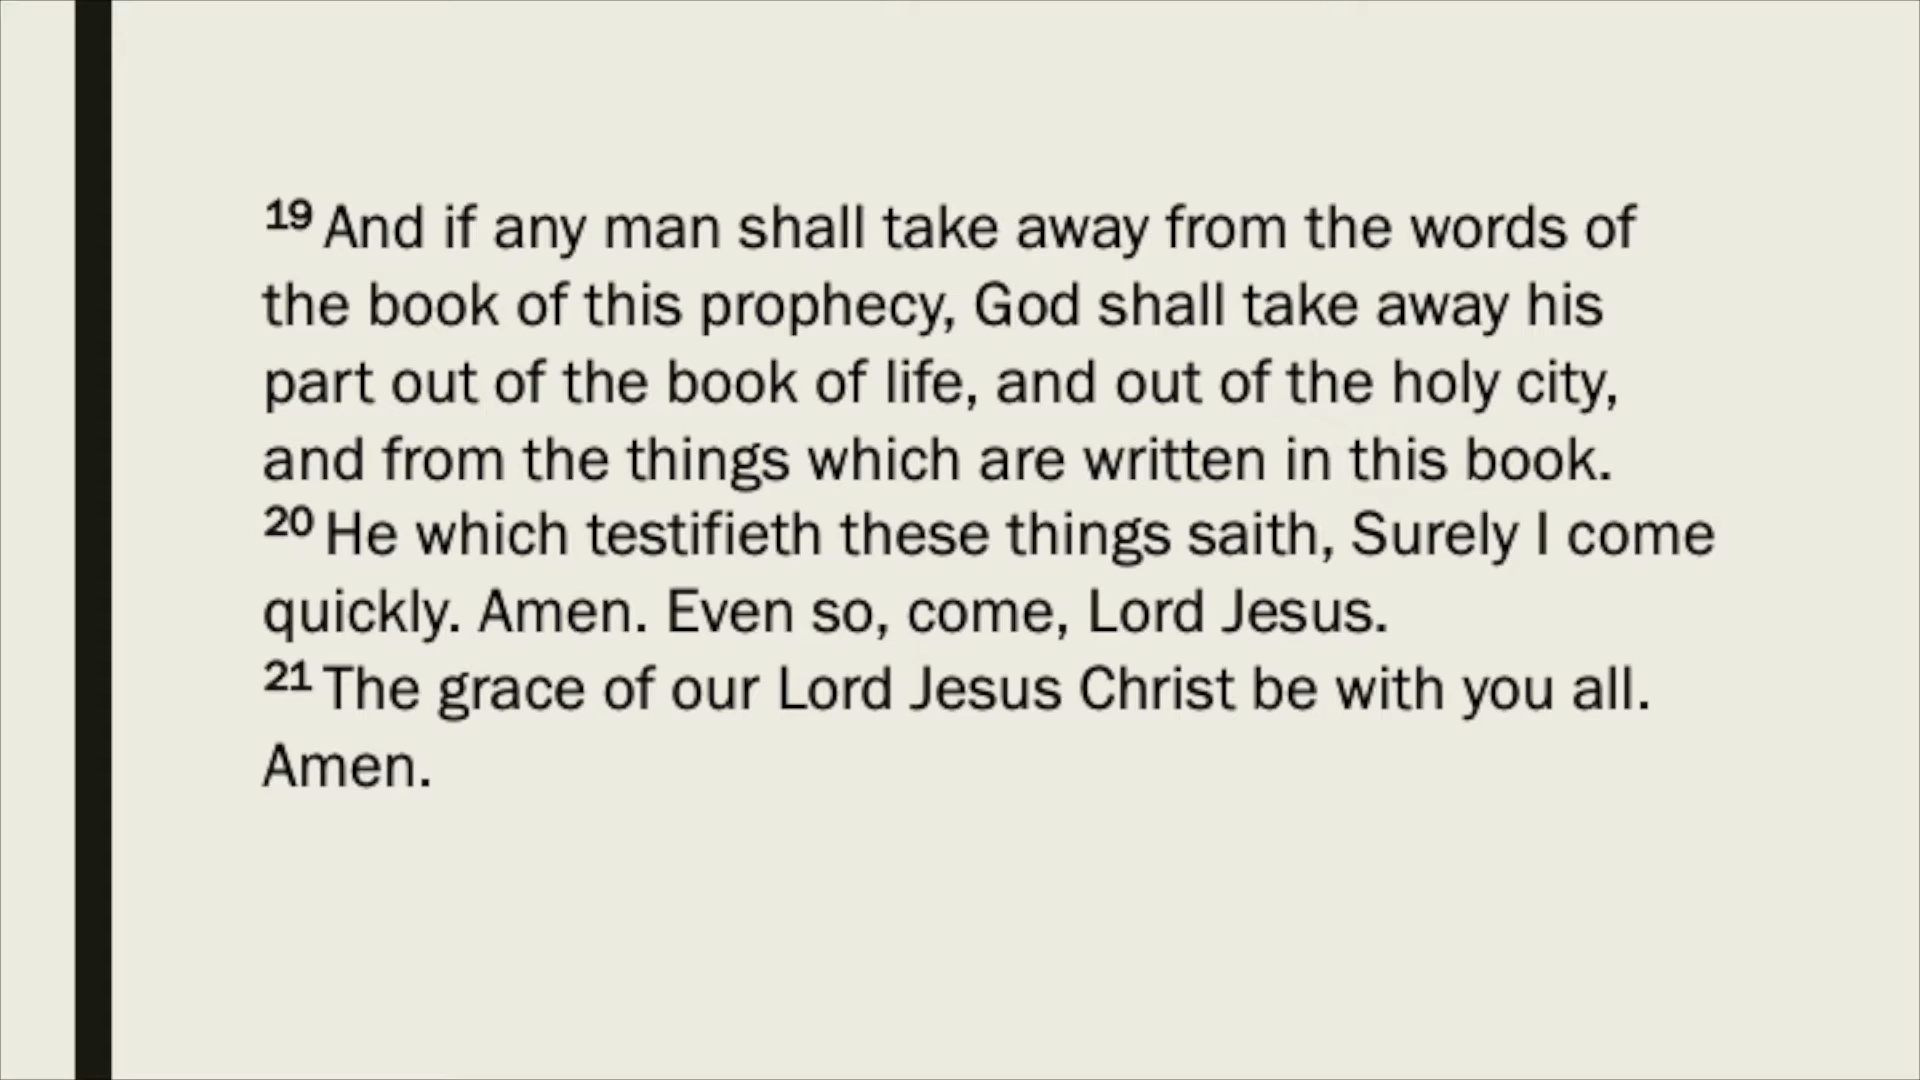 19 And if any man shall take away from the words of
the book of this prophecy, God shall take away his
part out of the book of life, and out of the holy city,
and from the things which are written in this book.
20 He which testifieth these things saith, Surely I come
quickly. Amen. Even so, come, Lord Jesus.
21 The grace of our Lord Jesus Christ be with you all.
Amen.